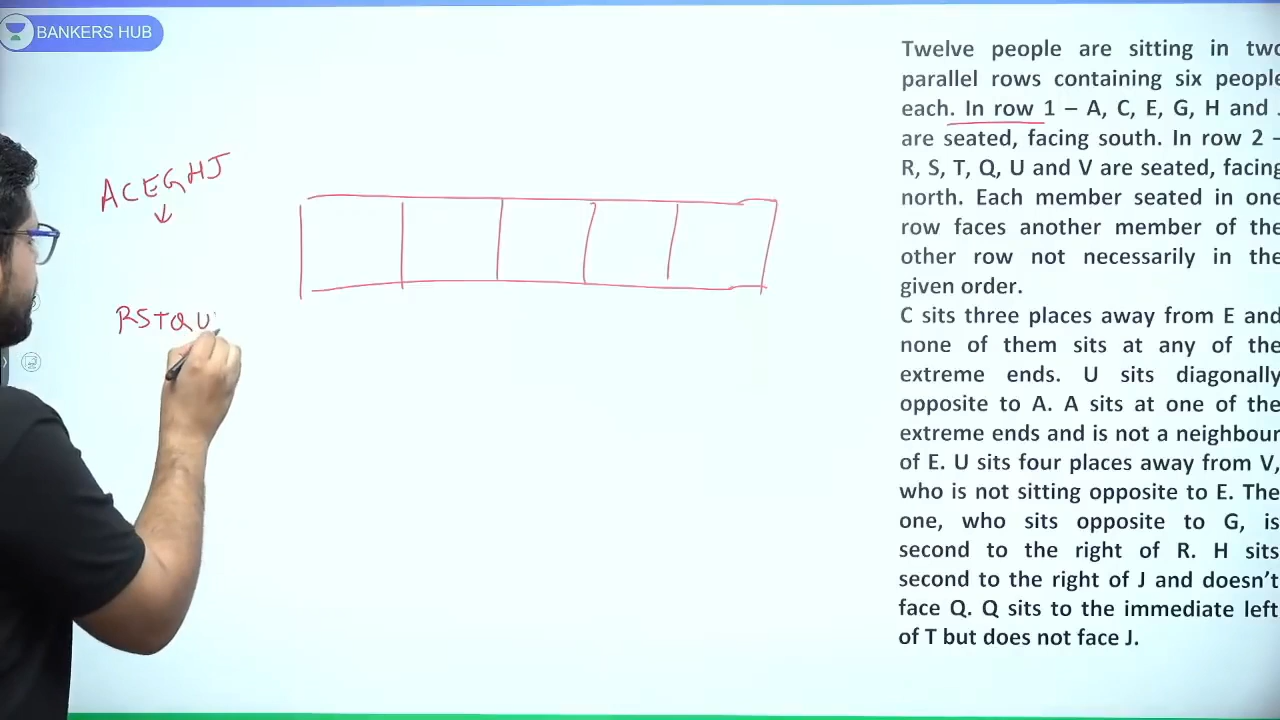 BANKERS HUB
ACEGHJ
RSTQU
Twelve people are sitting in two
parallel rows containing six people
each. In row 1 – A, C, E, G, H and
are seated, facing south. In row 2 –
R, S, T, Q, U and V are seated, facing
north. Each member seated in one
row faces another member of the
other row not necessarily in the
given order.
C sits three places away from E and
none of them sits at any of the
extreme ends. U sits diagonally
opposite to A. A sits at one of the
extreme ends and is not a neighbour
of E. U sits four places away from V,
who is not sitting opposite to E. The
one, who sits opposite to G, is
second to the right of R. H sits
second to the right of J and doesn't
face Q. Q sits to the immediate left
of T but does not face J.